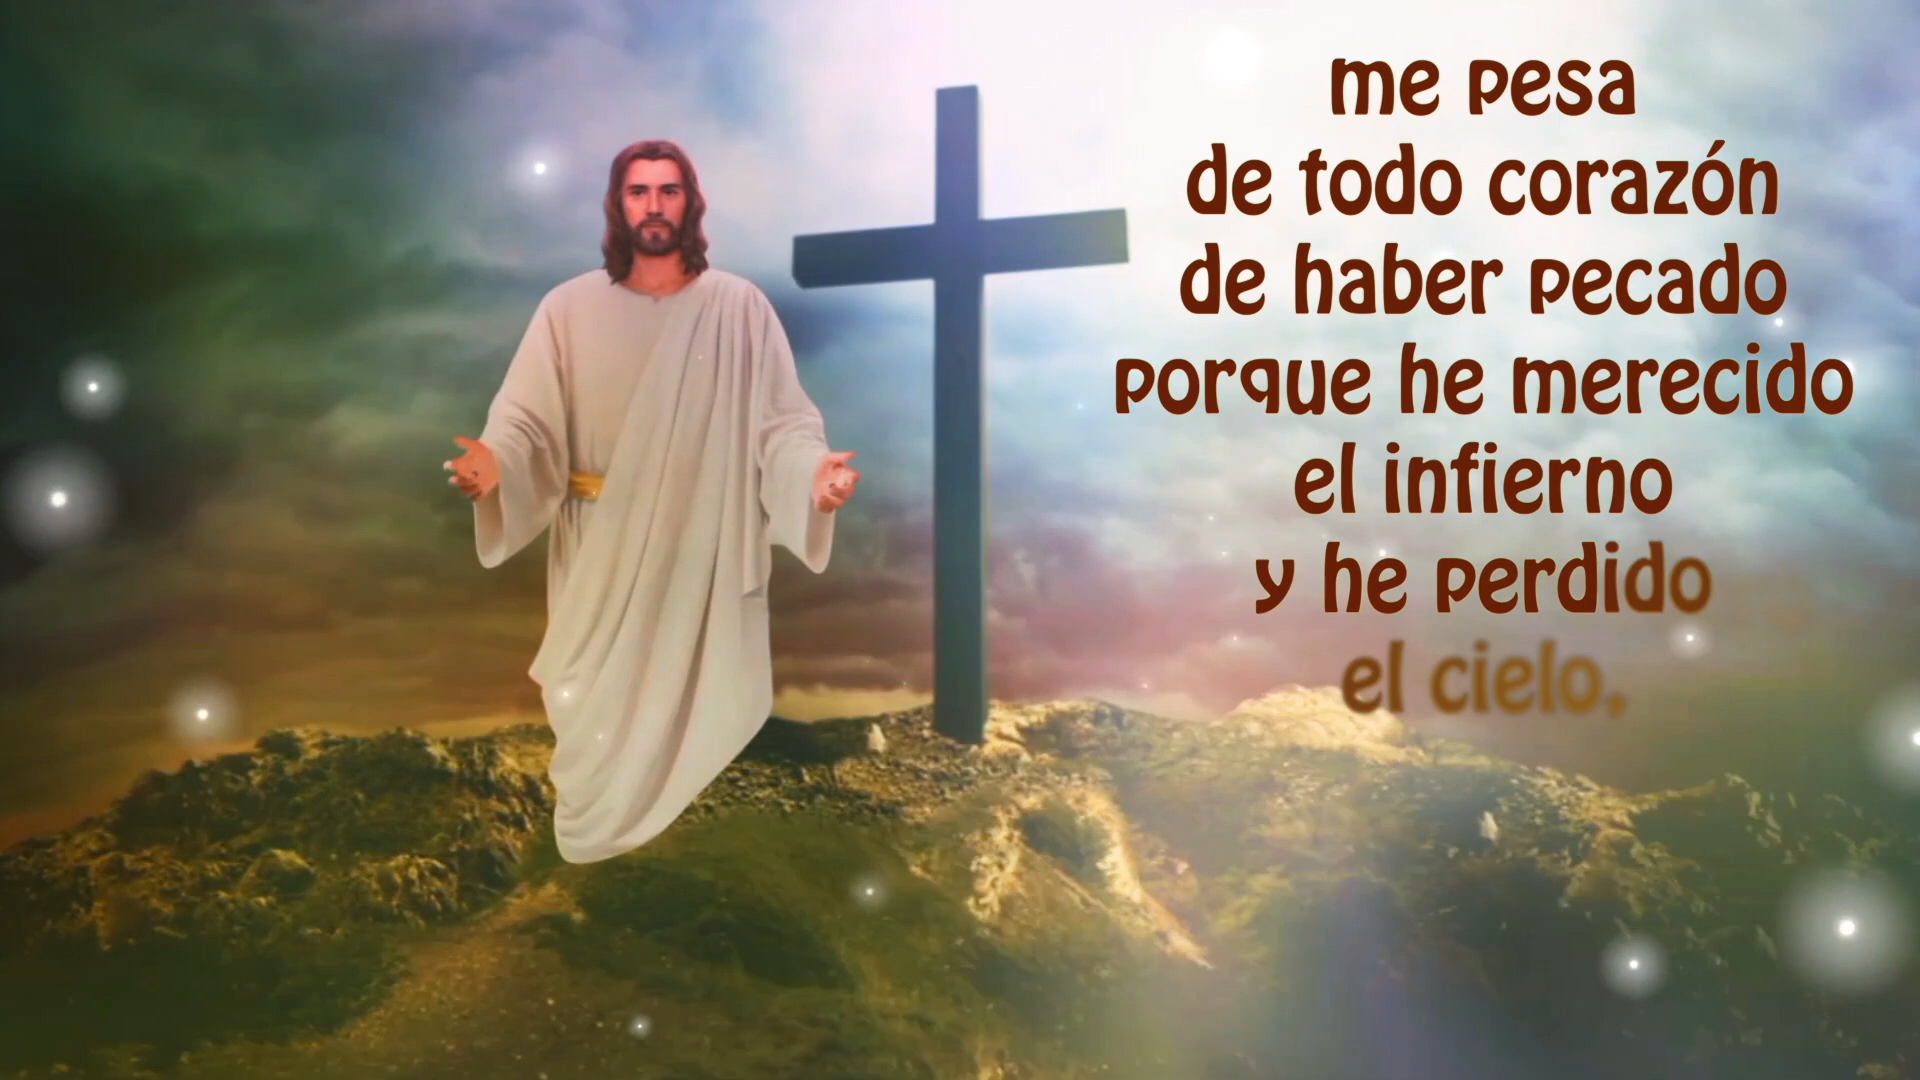 me pesa
de todo corazón
de haber pecado
porque he merecido
el infierno
y he perdido
el cielo,